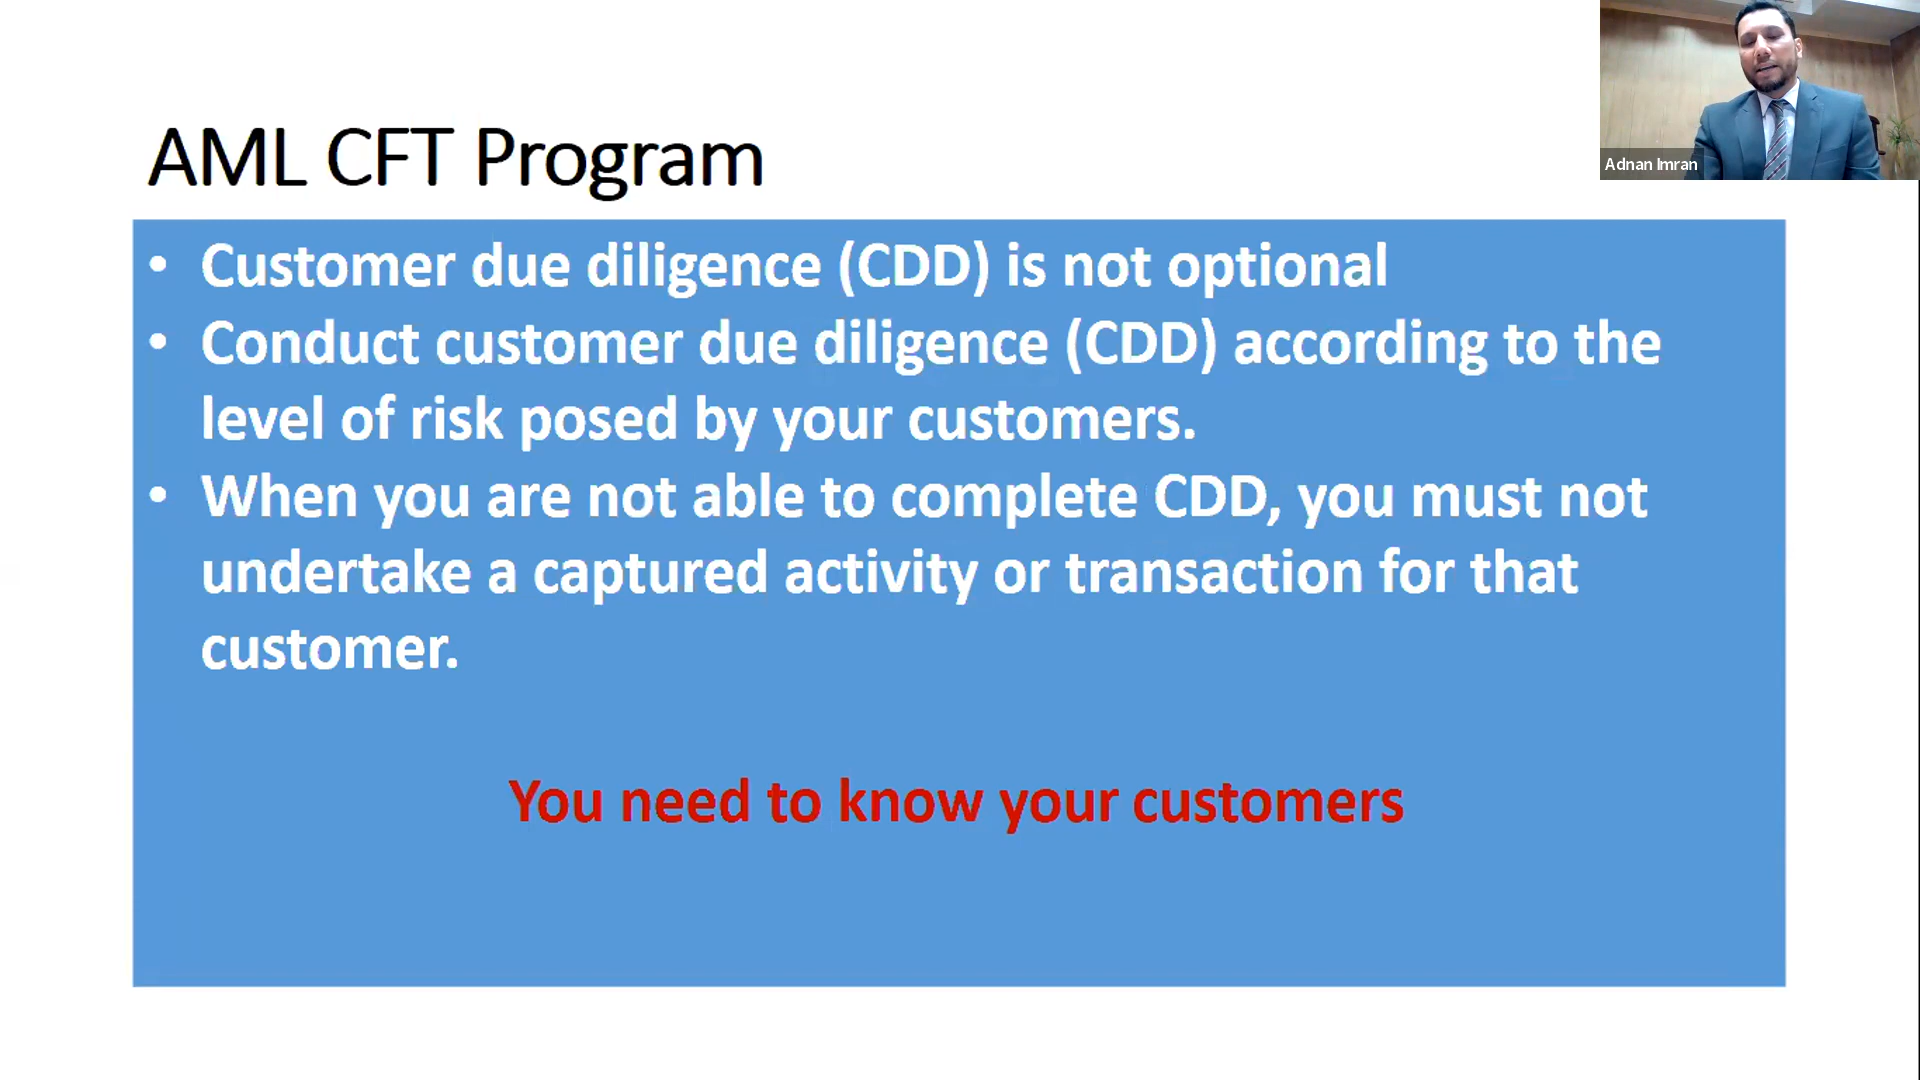 AML CFT Program
Adnan Imran
• Customer due diligence (CDD) is not optional
• Conduct customer due diligence (CDD) according to the
level of risk posed by your customers.
• When you are not able to complete CDD, you must not
undertake a captured activity or transaction for that
customer.
You need to know your customers